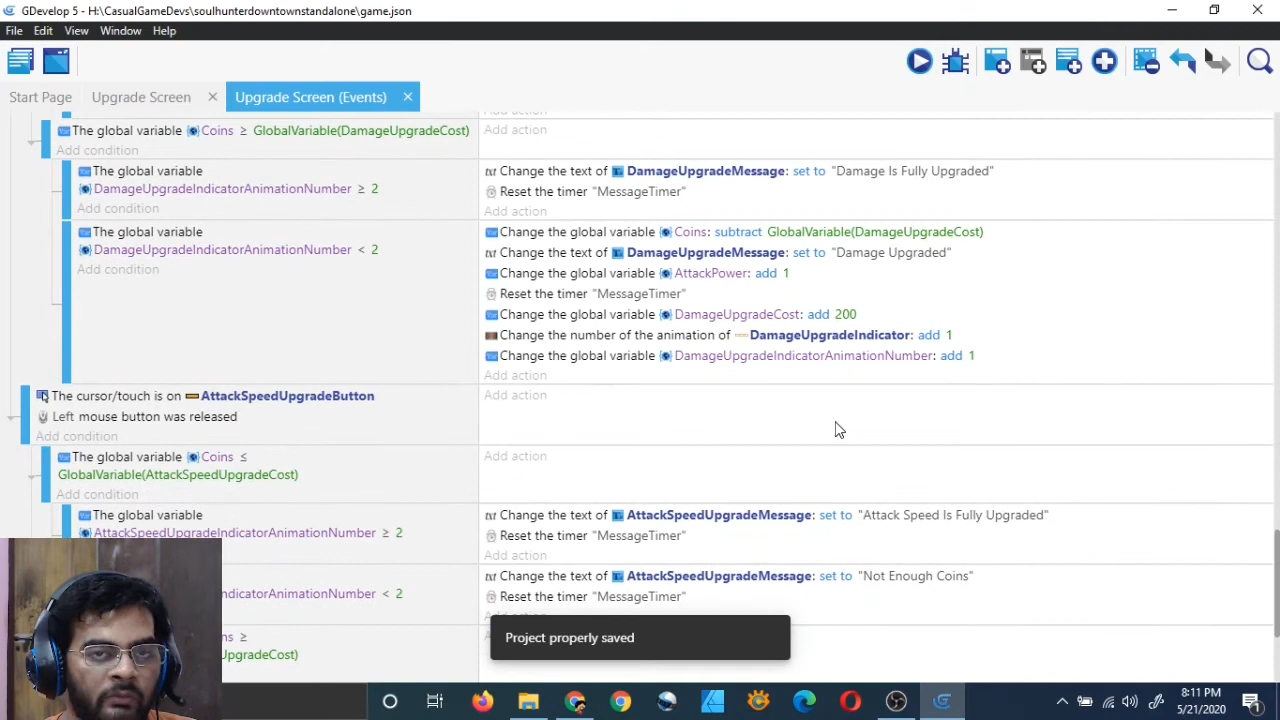 GDevelop 5 - H:\CasualGameDevs\soulhunterdowntownstandalone\game.json
File Edit View Window Help
Start Page Upgrade Screen × Upgrade Screen (Events) ×
The global variable Coins ≥ GlobalVariable(DamageUpgradeCost)
Add action
Add condition
The global variable
DamageUpgradeIndicatorAnimationNumber ≥ 2
Add condition
Change the text of DamageUpgradeMessage: set to "Damage Is Fully Upgraded"
Reset the timer "MessageTimer"
Add action
The global variable
DamageUpgradeIndicatorAnimationNumber < 2
Add condition
Change the global variable Coins: subtract GlobalVariable(DamageUpgradeCost)
Change the text of DamageUpgradeMessage: set to "Damage Upgraded"
Change the global variable AttackPower: add 1
Reset the timer "MessageTimer"
Change the global variable DamageUpgradeCost: add 200
Change the number of the animation of DamageUpgradeIndicator: add 1
Change the global variable DamageUpgradeIndicatorAnimationNumber: add 1
Add action
The cursor/touch is on AttackSpeedUpgradeButton
Left mouse button was released
Add condition
Add action
The global variable Coins ≤
GlobalVariable(AttackSpeedUpgradeCost)
Add condition
Add action
The global variable
AttackSpeedUpgradeIndicatorAnimationNumber ≥ 2
Change the text of AttackSpeedUpgradeMessage: set to "Attack Speed Is Fully Upgraded"
Reset the timer "MessageTimer"
Add action
ndicatorAnimationNumber < 2
Change the text of AttackSpeedUpgradeMessage: set to "Not Enough Coins"
Reset the timer "MessageTimer"
ns ≥
pgradeCost)
Project properly saved
8:11 PM
5/21/2020